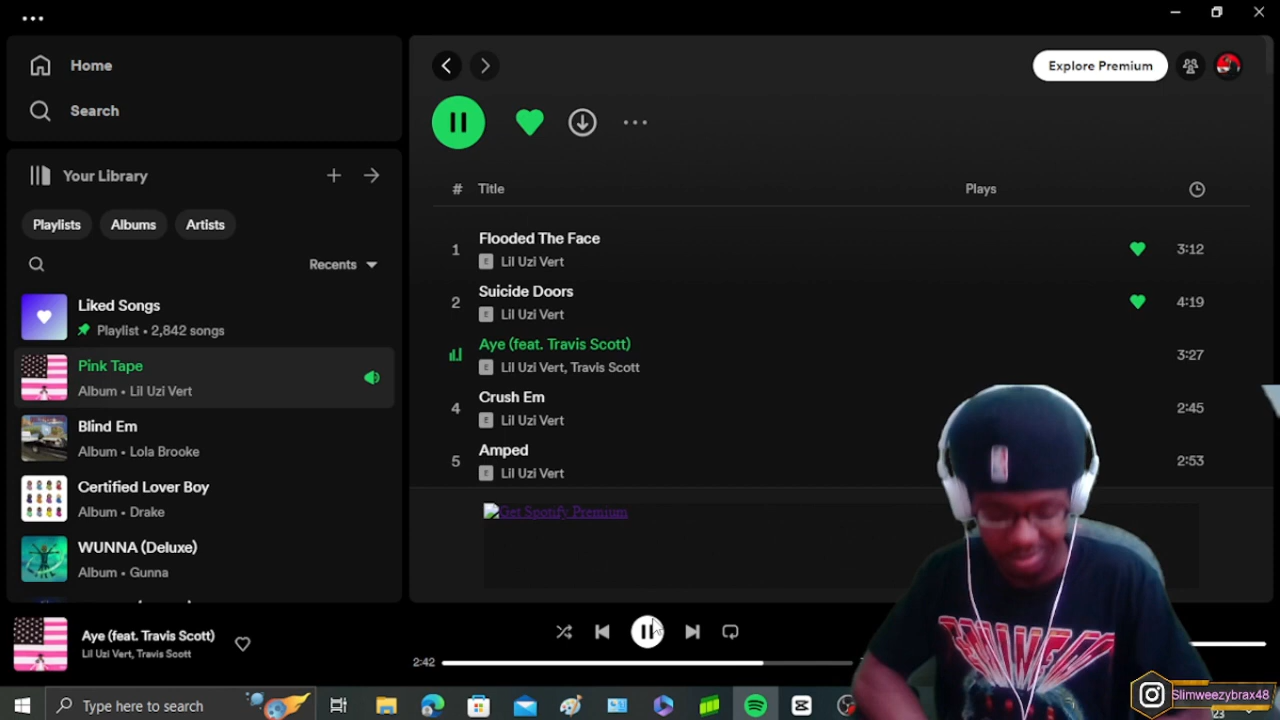 Home
Search
Your Library
Playlists
Albums
Artists
Recents
Liked Songs
Playlist • 2,842 songs
Pink Tape
Album • Lil Uzi Vert
Blind Em
Album • Lola Brooke
Certified Lover Boy
Album • Drake
WUNNA (Deluxe)
Album • Gunna
Explore Premium
# Title Plays
1 Flooded The Face 3:12
E Lil Uzi Vert
2 Suicide Doors 4:19
E Lil Uzi Vert
Aye (feat. Travis Scott) 3:27
E Lil Uzi Vert, Travis Scott
4 Crush Em 2:45
E Lil Uzi Vert
5 Amped 2:53
E Lil Uzi Vert
Get Spotify Premium
Aye (feat. Travis Scott)
Lil Uzi Vert, Travis Scott
2:42
Slimweezybrax48
Type here to search
23